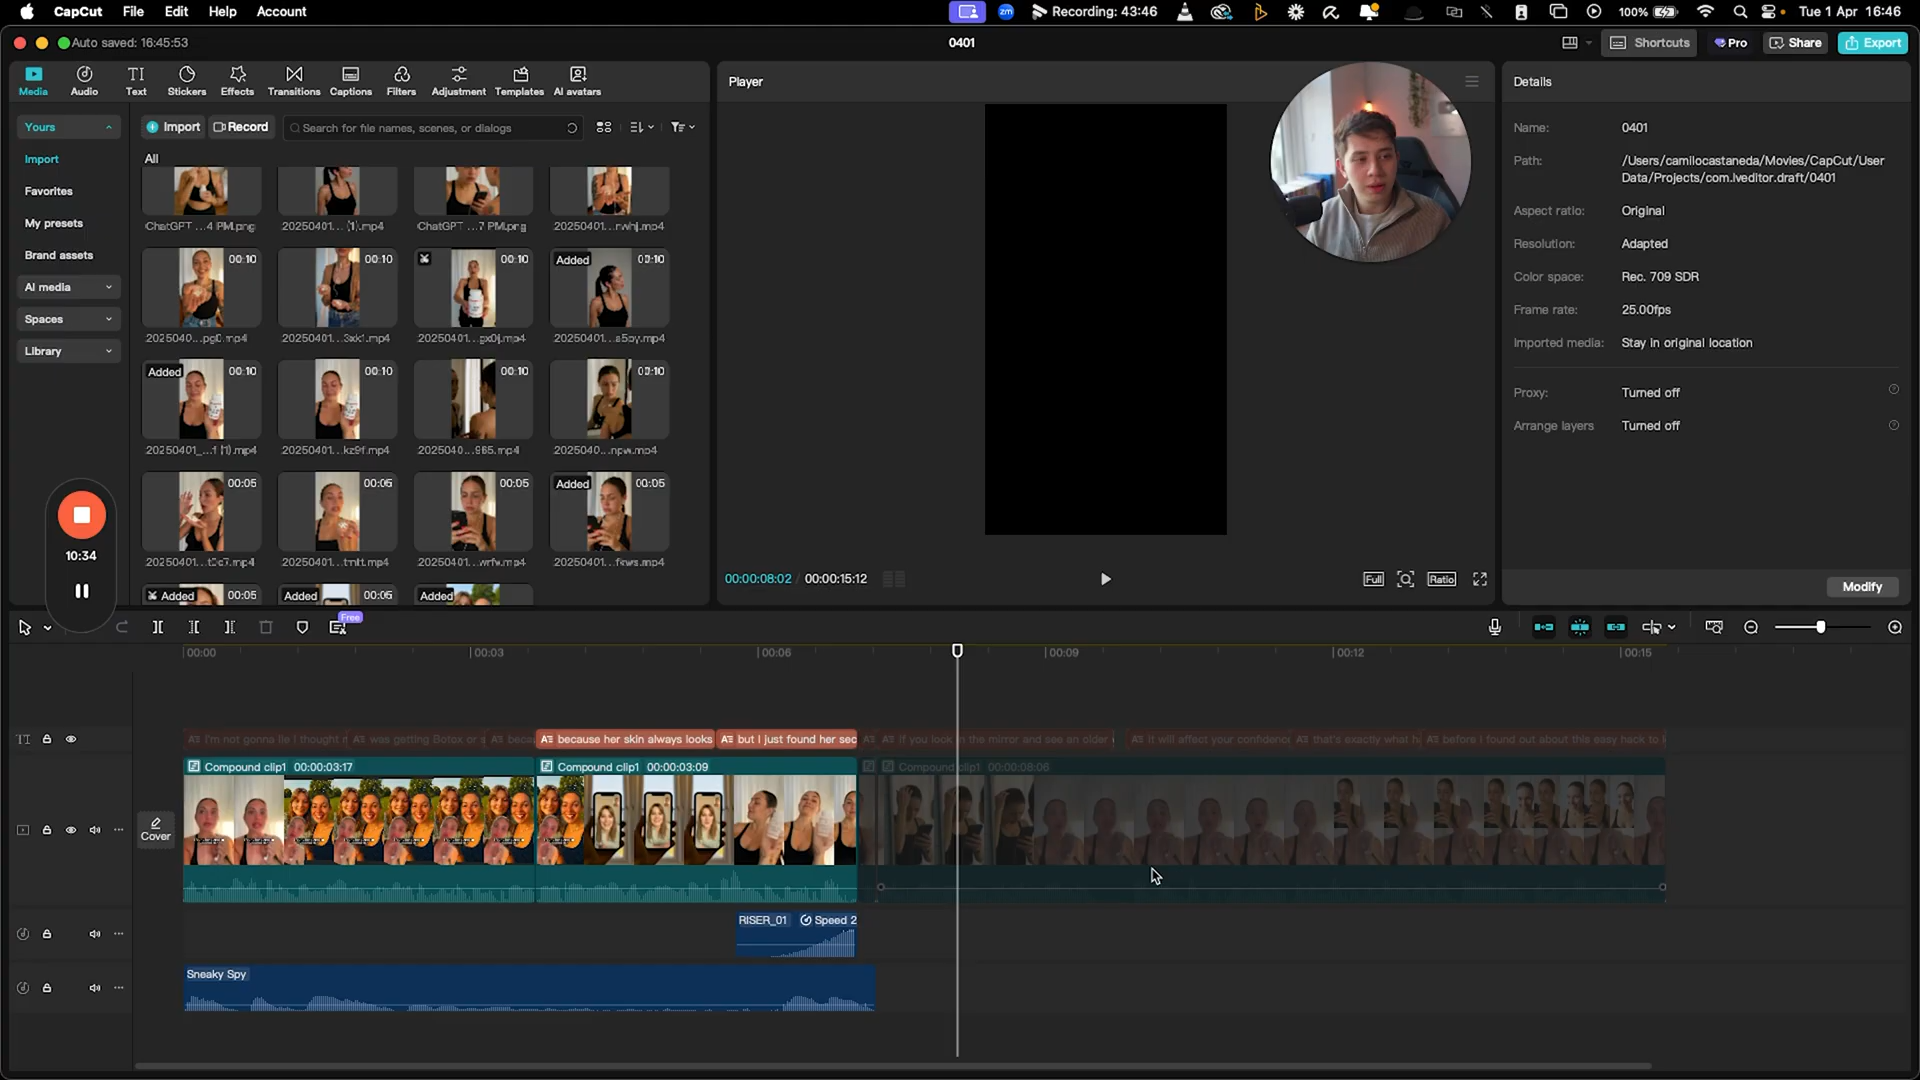 CapCut File Edit Help Account
zm Recording: 43:46 100% Tue 1 Apr 16:46
Auto saved: 16:45:53
0401
Shortcuts Pro Share Export
Media Audio TI Text Stickers Effects Transitions Captions Filters Adjustment Templates AI avatars
Yours
Import
Favorites
My presets
Brand assets
AI media
Spaces
Library
Import Record Search for file names, scenes, or dialogs
All
ChatGPT ...4 PM.png 20250401... (1).mp4 ChatGPT ...7 PM.png 20250401...rwhj.mp4
00:10 00:10 00:10 Added 00:10
2025040...pg0.mp4 20250401...3xk1.mp4 20250401...gx0j.mp4 20250401...a5py.mp4
Added 00:10 00:10 00:10 00:10
20250401_...f (1).mp4 20250401...kz9f.mp4 2025040...965.mp4 2025040...npw.mp4
00:05 00:05 00:05 Added 00:05
20250401...t3c7.mp4 20250401...tmtt.mp4 20250401...wrfw.mp4 20250401...fkws.mp4
Added 00:05 Added 00:05 Added
10:34
Player
00:00:08:02 / 00:00:15:12
Full Ratio
Details
Name: 0401
Path: /Users/camilocastaneda/Movies/CapCut/User
Data/Projects/com.lveditor.draft/0401
Aspect ratio: Original
Resolution: Adapted
Color space: Rec. 709 SDR
Frame rate: 25.00fps
Imported media: Stay in original location
Proxy: Turned off
Arrange layers Turned off
Modify
Free
00:00 00:03 00:06 00:09 00:12 00:15
TI I'm not gonna lie I thought was getting Botox or s because her skin always looks but I just found her sec if you look in the mirror and see an older it will affect your confidence that's exactly what h before i found out about this easy hack to l
Compound clip1 00:00:03:17 Compound clip1 00:00:03:09 Compound clip1 00:00:08:06
Cover
RISER_01 Speed 2
Sneaky Spy